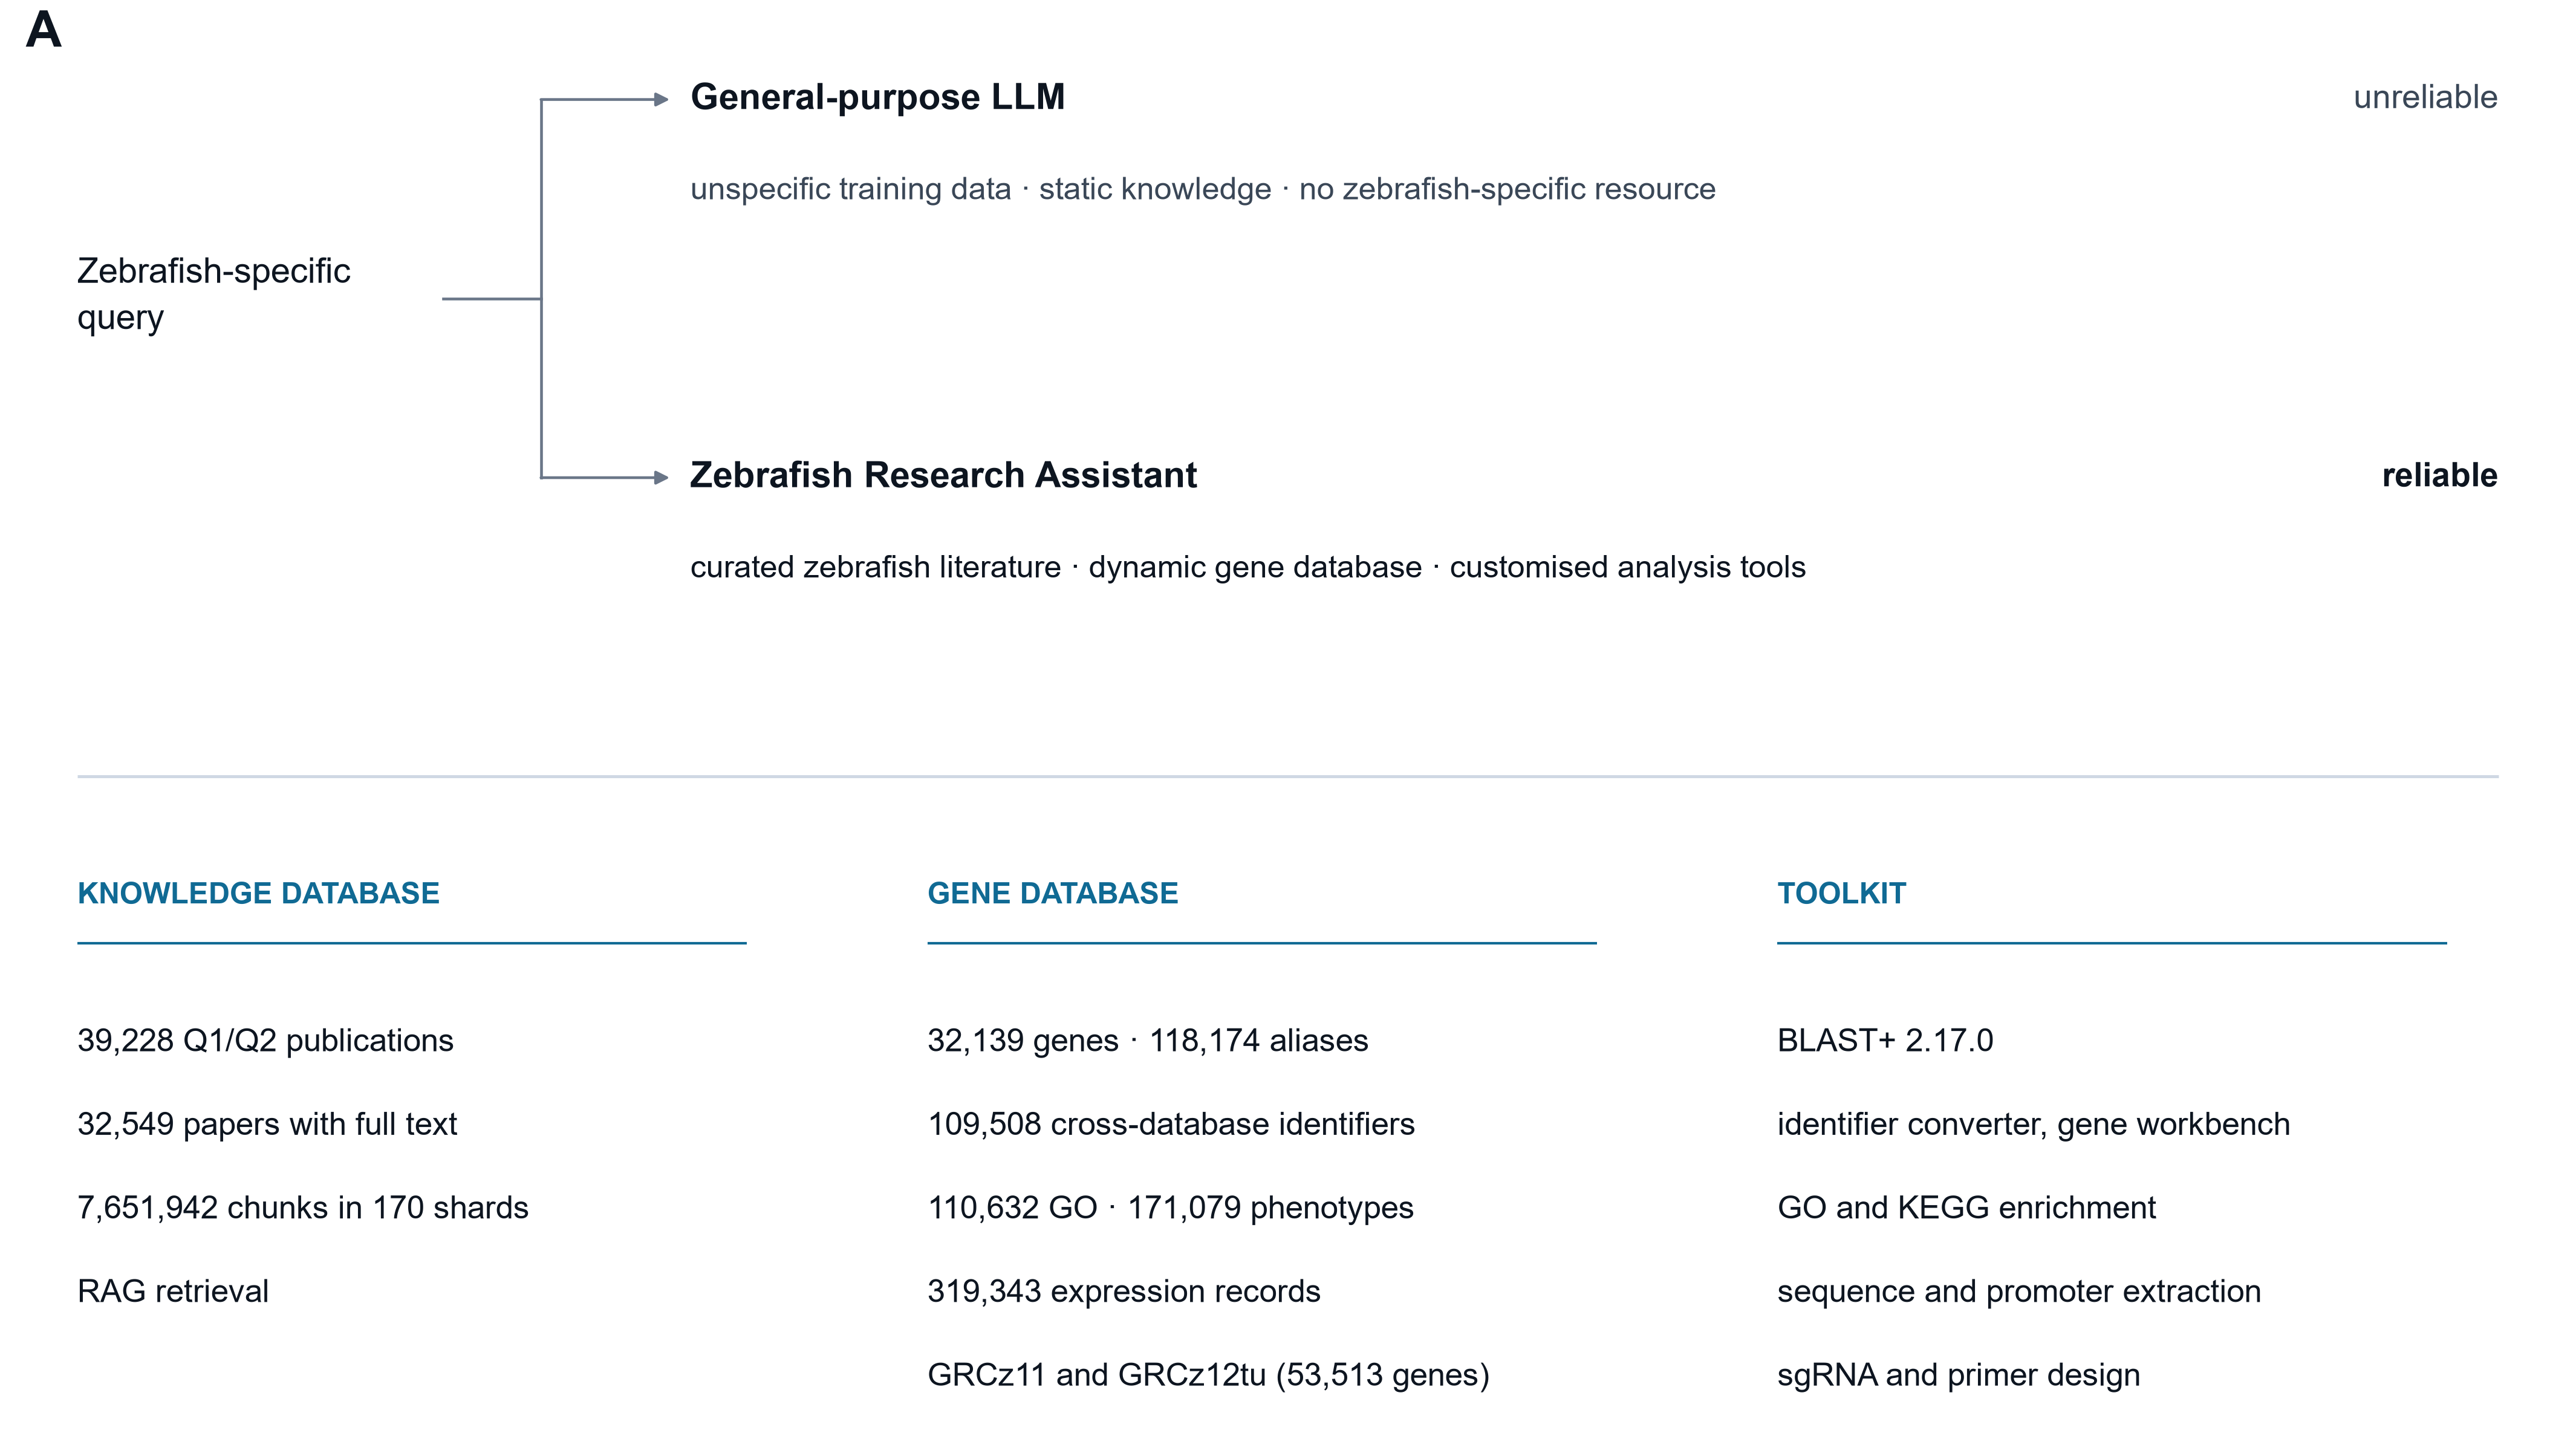 A
General-purpose LLM
unreliable
unspecific training data · static knowledge · no zebrafish-specific resource
Zebrafish-specific
query
Zebrafish Research Assistant
reliable
curated zebrafish literature · dynamic gene database · customised analysis tools
KNOWLEDGE DATABASE
39,228 Q1/Q2 publications
32,549 papers with full text
7,651,942 chunks in 170 shards
RAG retrieval
GENE DATABASE
32,139 genes · 118,174 aliases
109,508 cross-database identifiers
110,632 GO · 171,079 phenotypes
319,343 expression records
GRCz11 and GRCz12tu (53,513 genes)
TOOLKIT
BLAST+ 2.17.0
identifier converter, gene workbench
GO and KEGG enrichment
sequence and promoter extraction
sgRNA and primer design